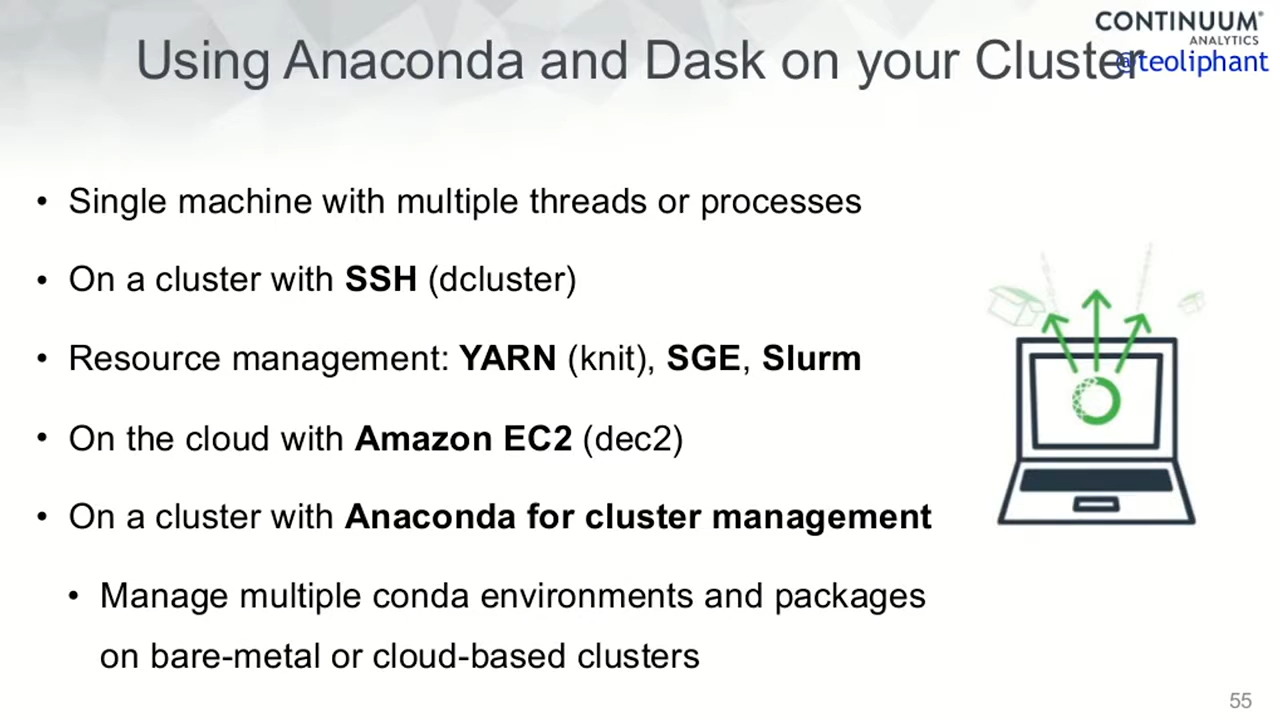 CONTINUUM®
ANALYTICS
@teoliphant
Using Anaconda and Dask on your Cluster
• Single machine with multiple threads or processes
• On a cluster with SSH (dcluster)
• Resource management: YARN (knit), SGE, Slurm
• On the cloud with Amazon EC2 (dec2)
• On a cluster with Anaconda for cluster management
• Manage multiple conda environments and packages
on bare-metal or cloud-based clusters
55